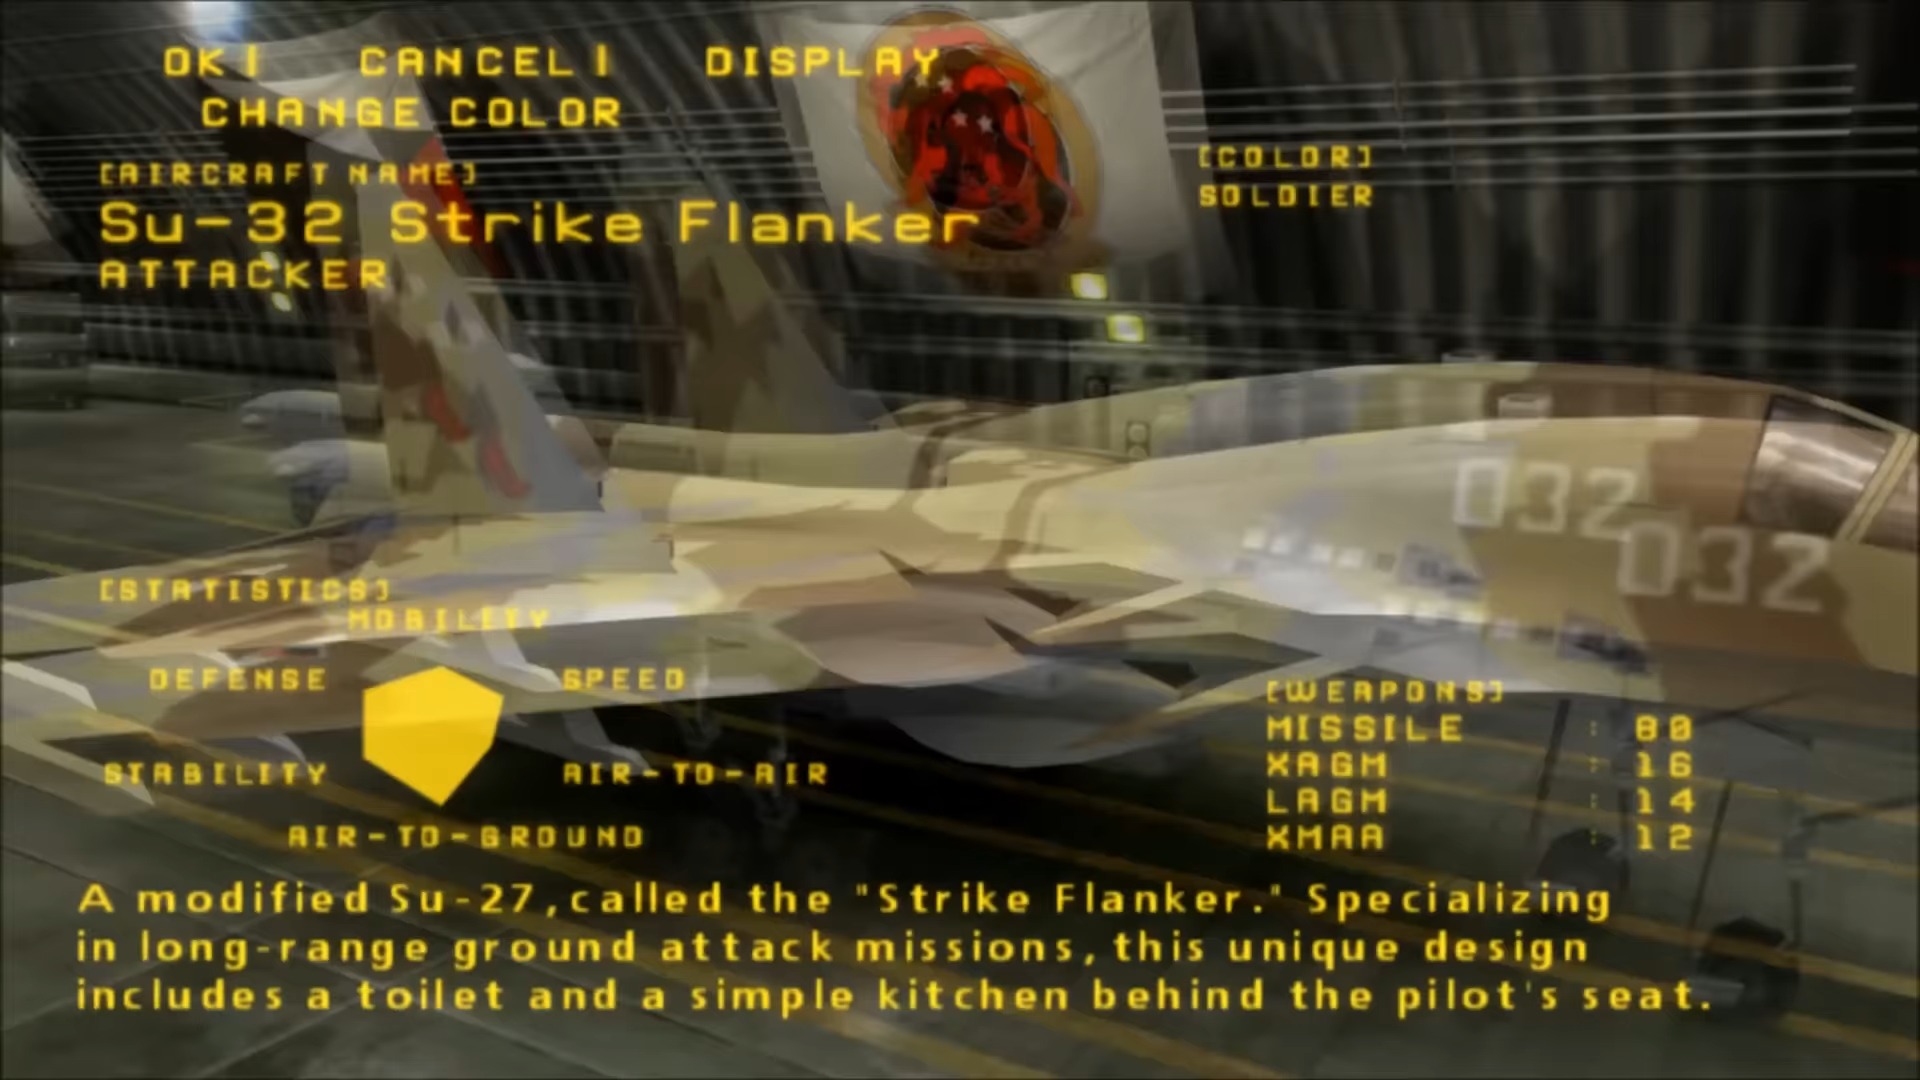 OK! CANCEL! DISPLAY
CHANGE COLOR
[AIRCRAFT NAME]
Su-32 Strike Flanker
ATTACKER
[COLOR]
SOLDIER
032
032
[STATISTICS]
MOBILITY
DEFENSE
SPEED
STABILITY
AIR-TO-AIR
AIR-TO-GROUND
[WEAPONS]
MISSILE : 80
XAGM : 16
LAGM : 14
XMAA : 12
A modified Su-27, called the "Strike Flanker." Specializing
in long-range ground attack missions, this unique design
includes a toilet and a simple kitchen behind the pilot's seat.